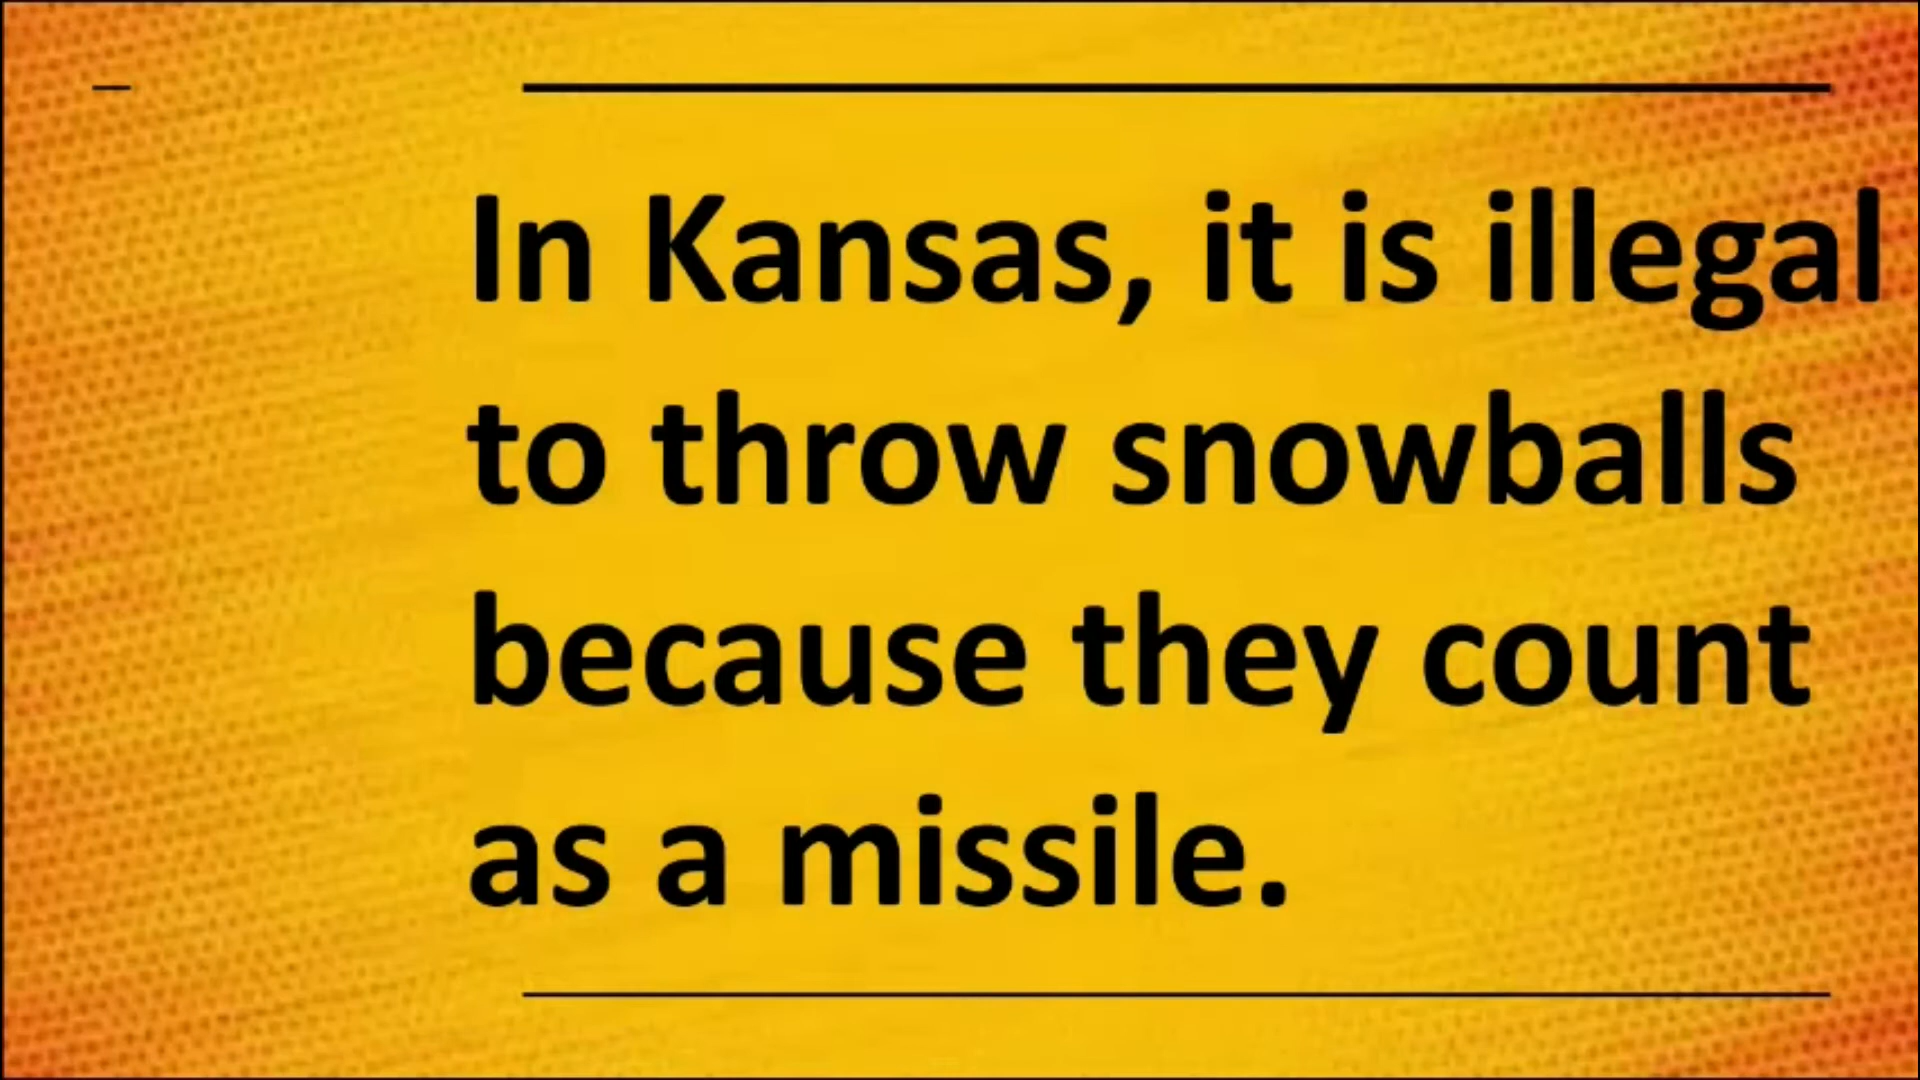 In Kansas, it is illegal
to throw snowballs
because they count
as a missile.